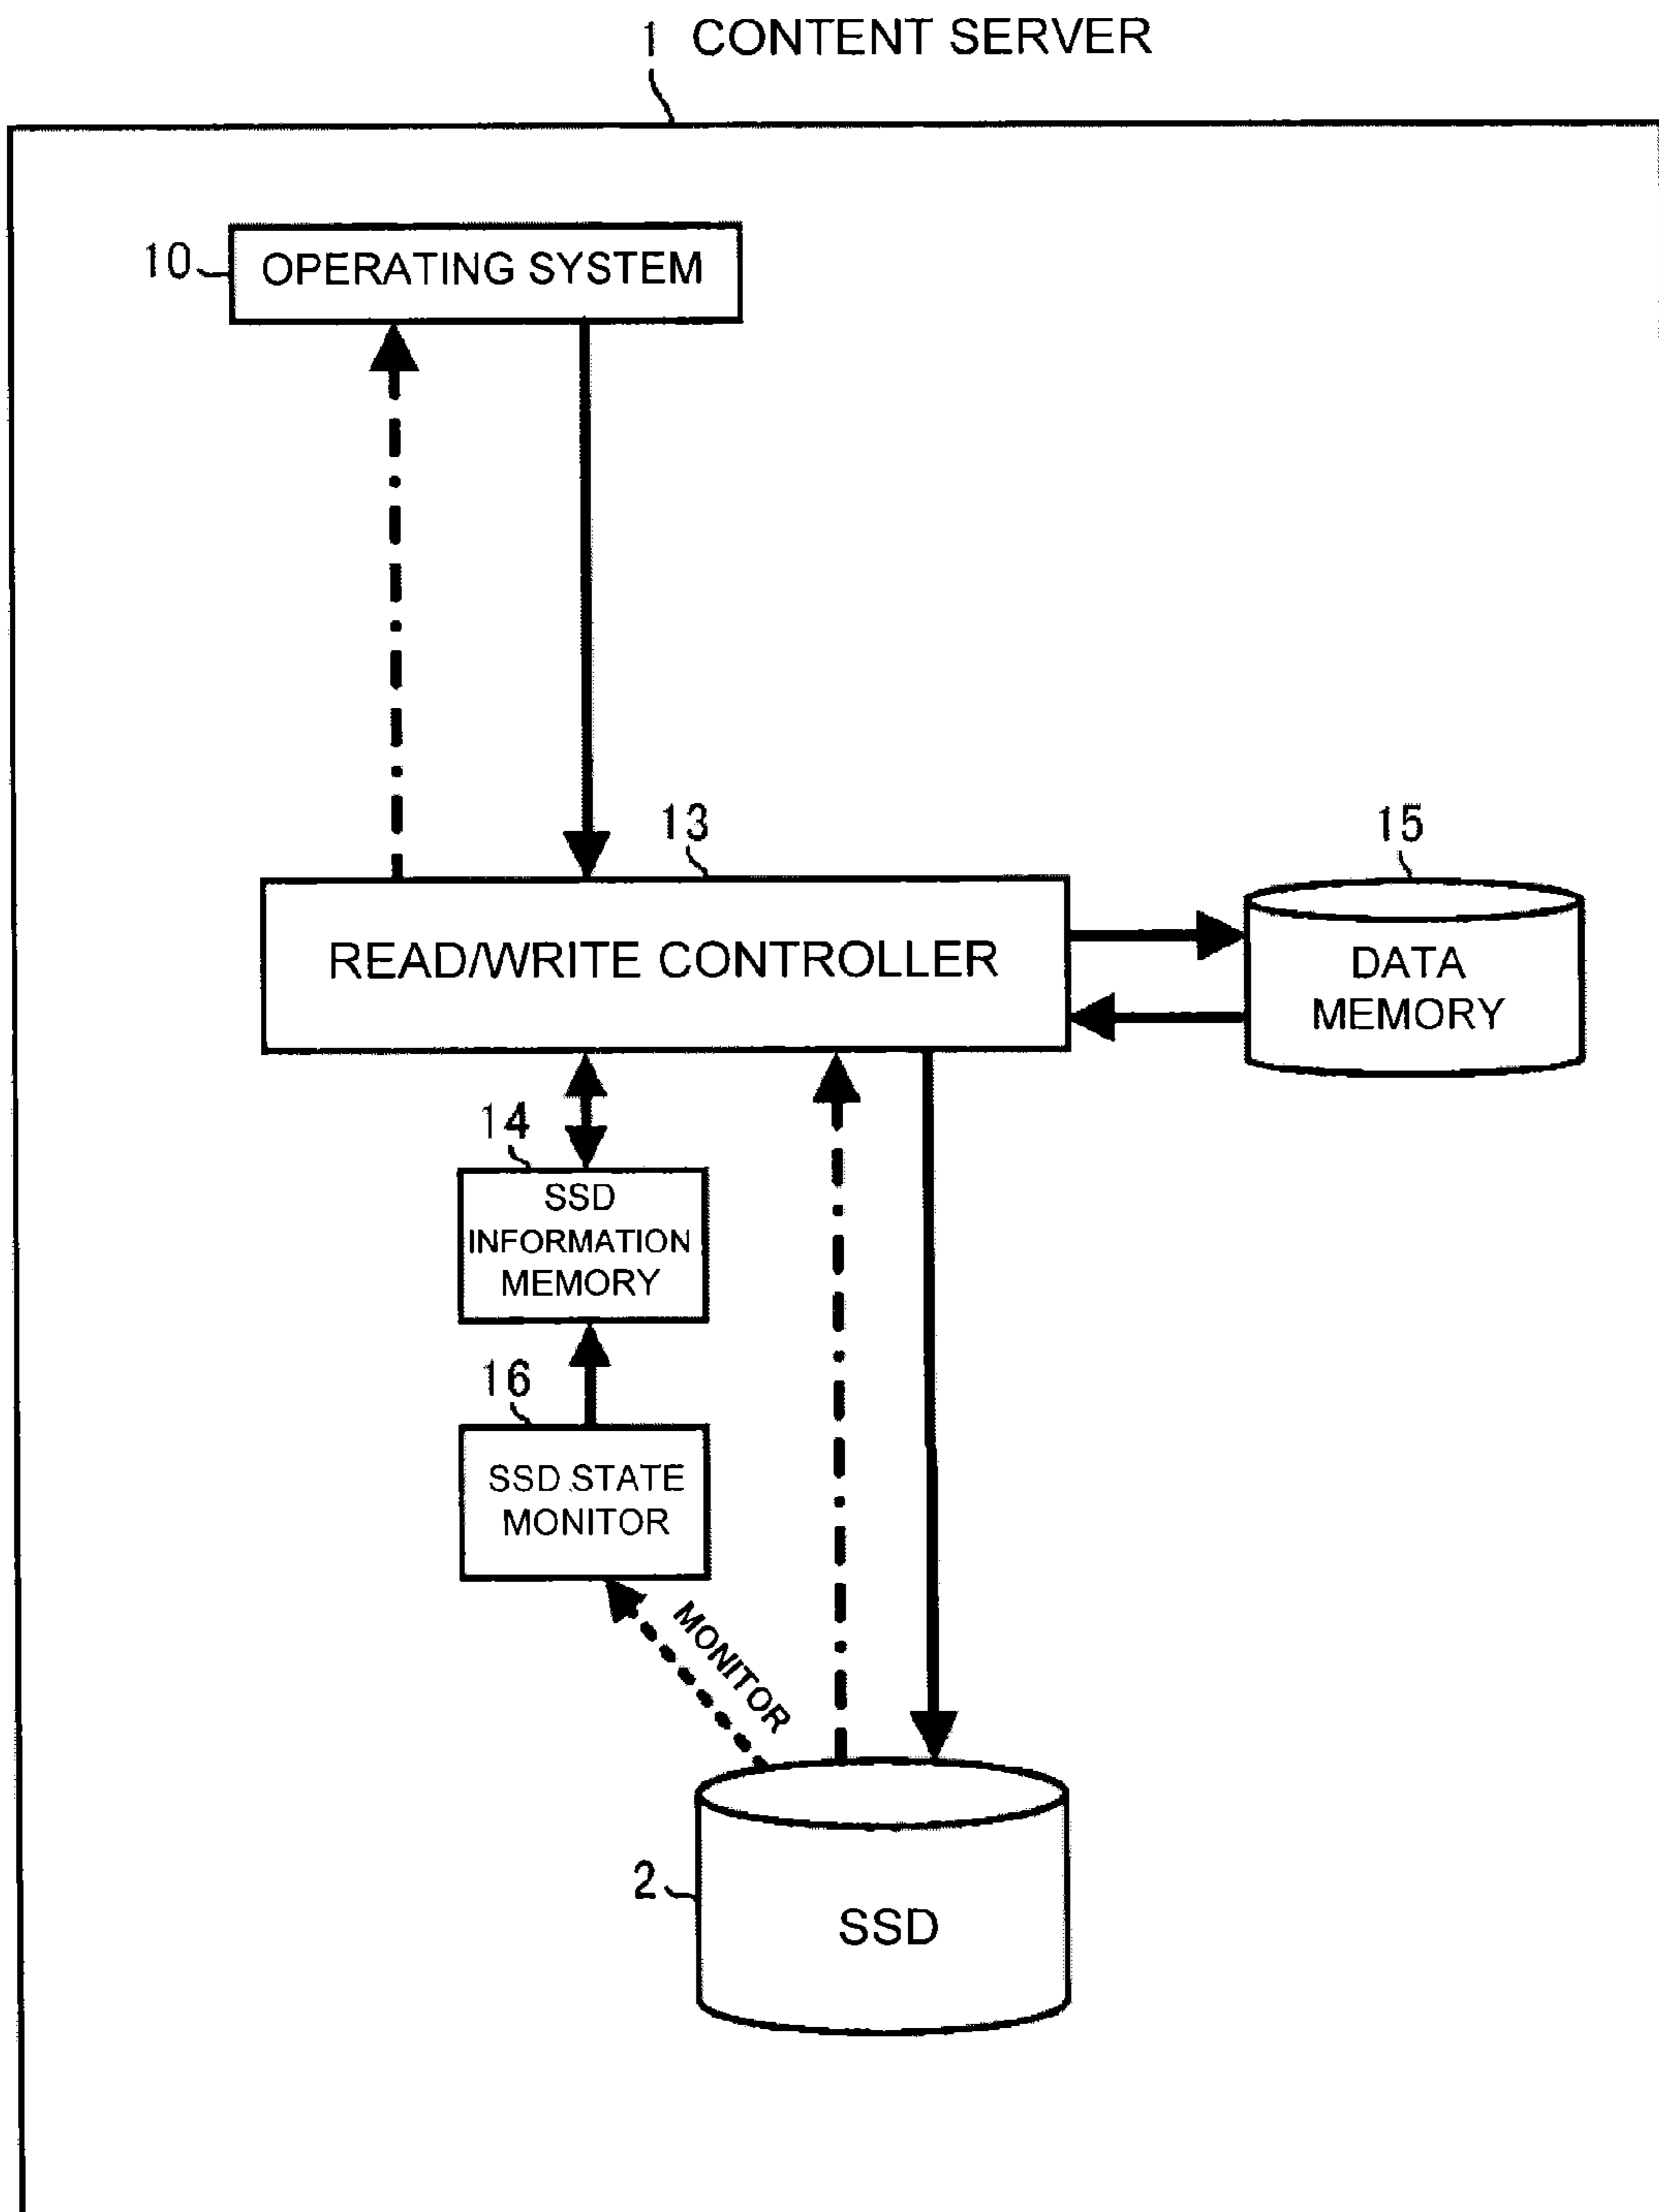 1 CONTENT SERVER
10
OPERATING SYSTEM
13
15
READ/WRITE CONTROLLER
DATA
MEMORY
14
SSD
INFORMATION
MEMORY
16
SSD STATE
MONITOR
MONITOR
2
SSD